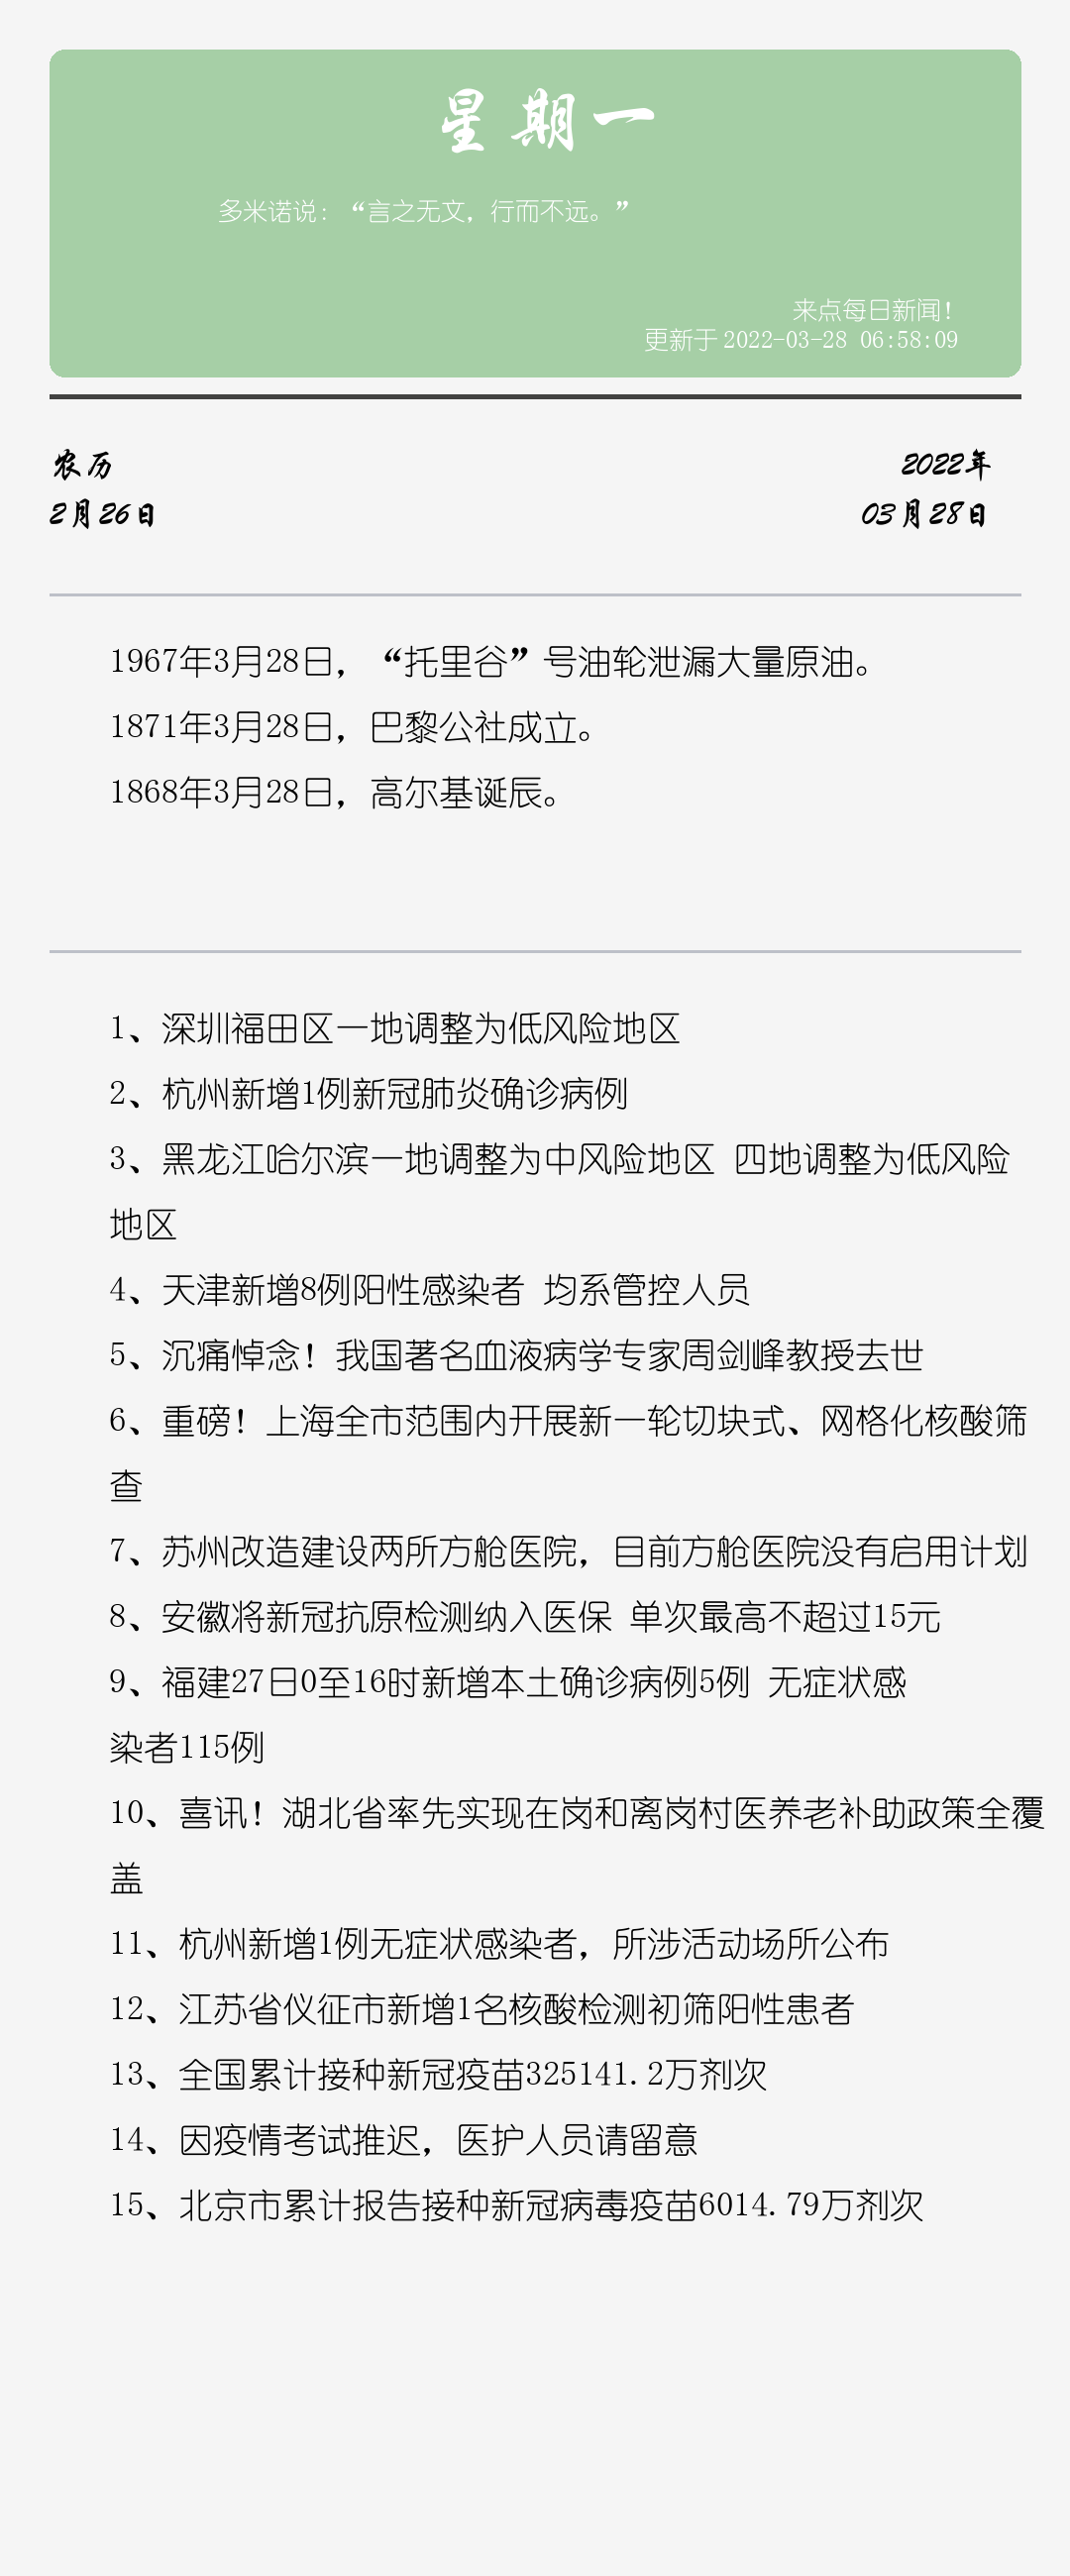 星期一
多米诺说：“言之无文，行而不远。”
来点每日新闻！
更新于 2022-03-28 06:58:09
农历
2022年
2月26日
03月28日
1967年3月28日，“托里谷”号油轮泄漏大量原油。
1871年3月28日，巴黎公社成立。
1868年3月28日，高尔基诞辰。
1、深圳福田区一地调整为低风险地区
2、杭州新增1例新冠肺炎确诊病例
3、黑龙江哈尔滨一地调整为中风险地区 四地调整为低风险
地区
4、天津新增8例阳性感染者 均系管控人员
5、沉痛悼念！我国著名血液病学专家周剑峰教授去世
6、重磅！上海全市范围内开展新一轮切块式、网格化核酸筛
查
7、苏州改造建设两所方舱医院，目前方舱医院没有启用计划
8、安徽将新冠抗原检测纳入医保 单次最高不超过15元
9、福建27日0至16时新增本土确诊病例5例 无症状感
染者115例
10、喜讯！湖北省率先实现在岗和离岗村医养老补助政策全覆
盖
11、杭州新增1例无症状感染者，所涉活动场所公布
12、江苏省仪征市新增1名核酸检测初筛阳性患者
13、全国累计接种新冠疫苗325141.2万剂次
14、因疫情考试推迟，医护人员请留意
15、北京市累计报告接种新冠病毒疫苗6014.79万剂次